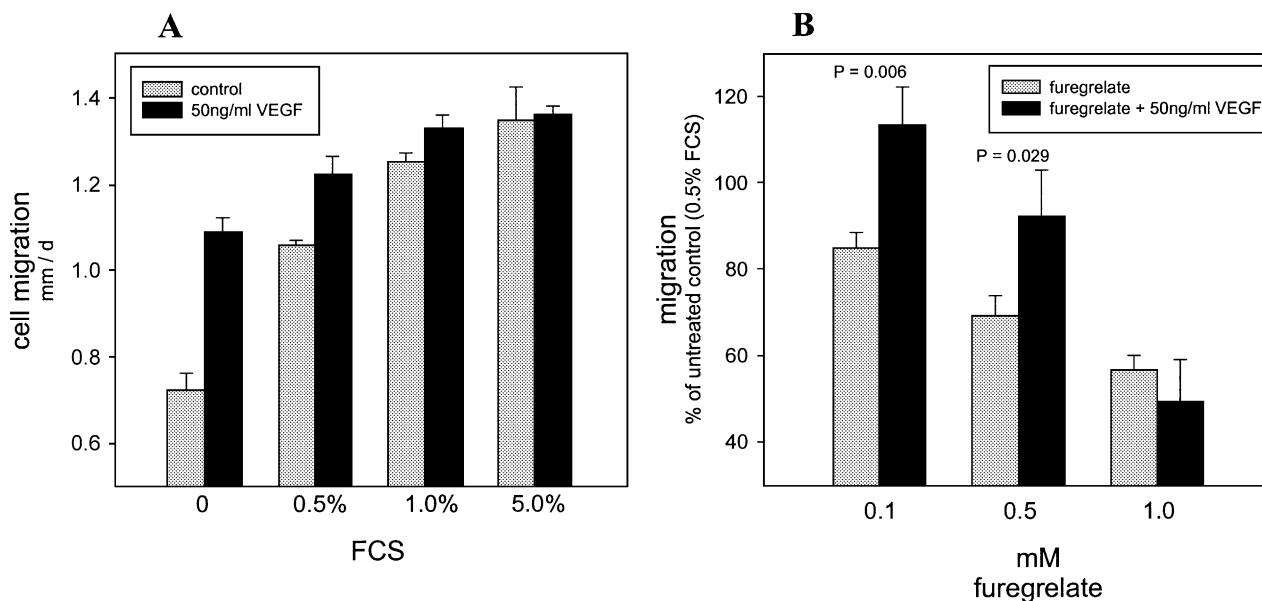 A
control
50ng/ml VEGF
1.4
1.2
1.0
0.8
0.6
cell migration
mm / d
0
0.5%
1.0%
5.0%
FCS
B
P = 0.006
P = 0.029
furegrelate
furegrelate + 50ng/ml VEGF
120
100
80
60
40
migration
% of untreated control (0.5% FCS)
0.1
0.5
1.0
mM
furegrelate